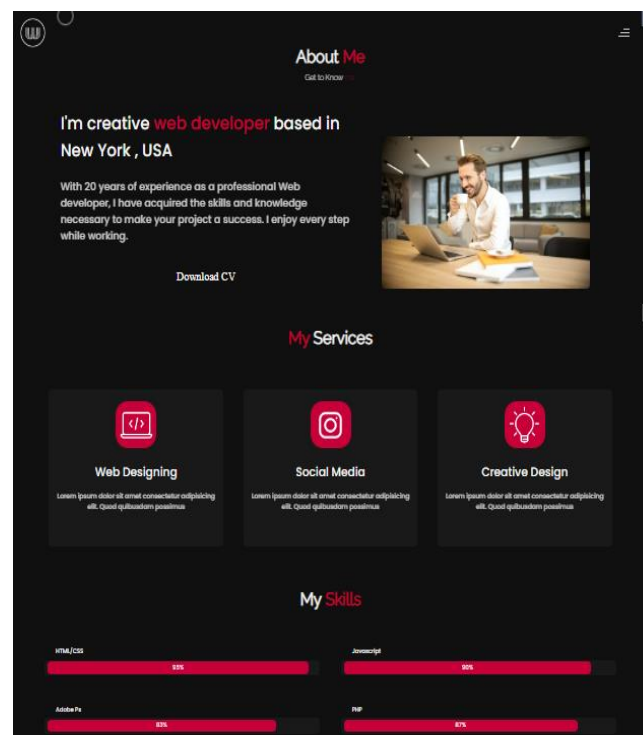 About Me
Get to Know Me
I'm creative web developer based in
New York , USA
With 20 years of experience as a professional Web
developer, I have acquired the skills and knowledge
necessary to make your project a success. I enjoy every step
while working.
Download CV
My Services
Web Designing
Lorem ipsum dolor sit amet consectetur adipisicing
elit. Quod quibusdam possimus
Social Media
Lorem ipsum dolor sit amet consectetur adipisicing
elit. Quod quibusdam possimus
Creative Design
Lorem ipsum dolor sit amet consectetur adipisicing
elit. Quod quibusdam possimus
My Skills
HTML/CSS
Javascript
90%
Adobe Ps
83%
PHP
87%